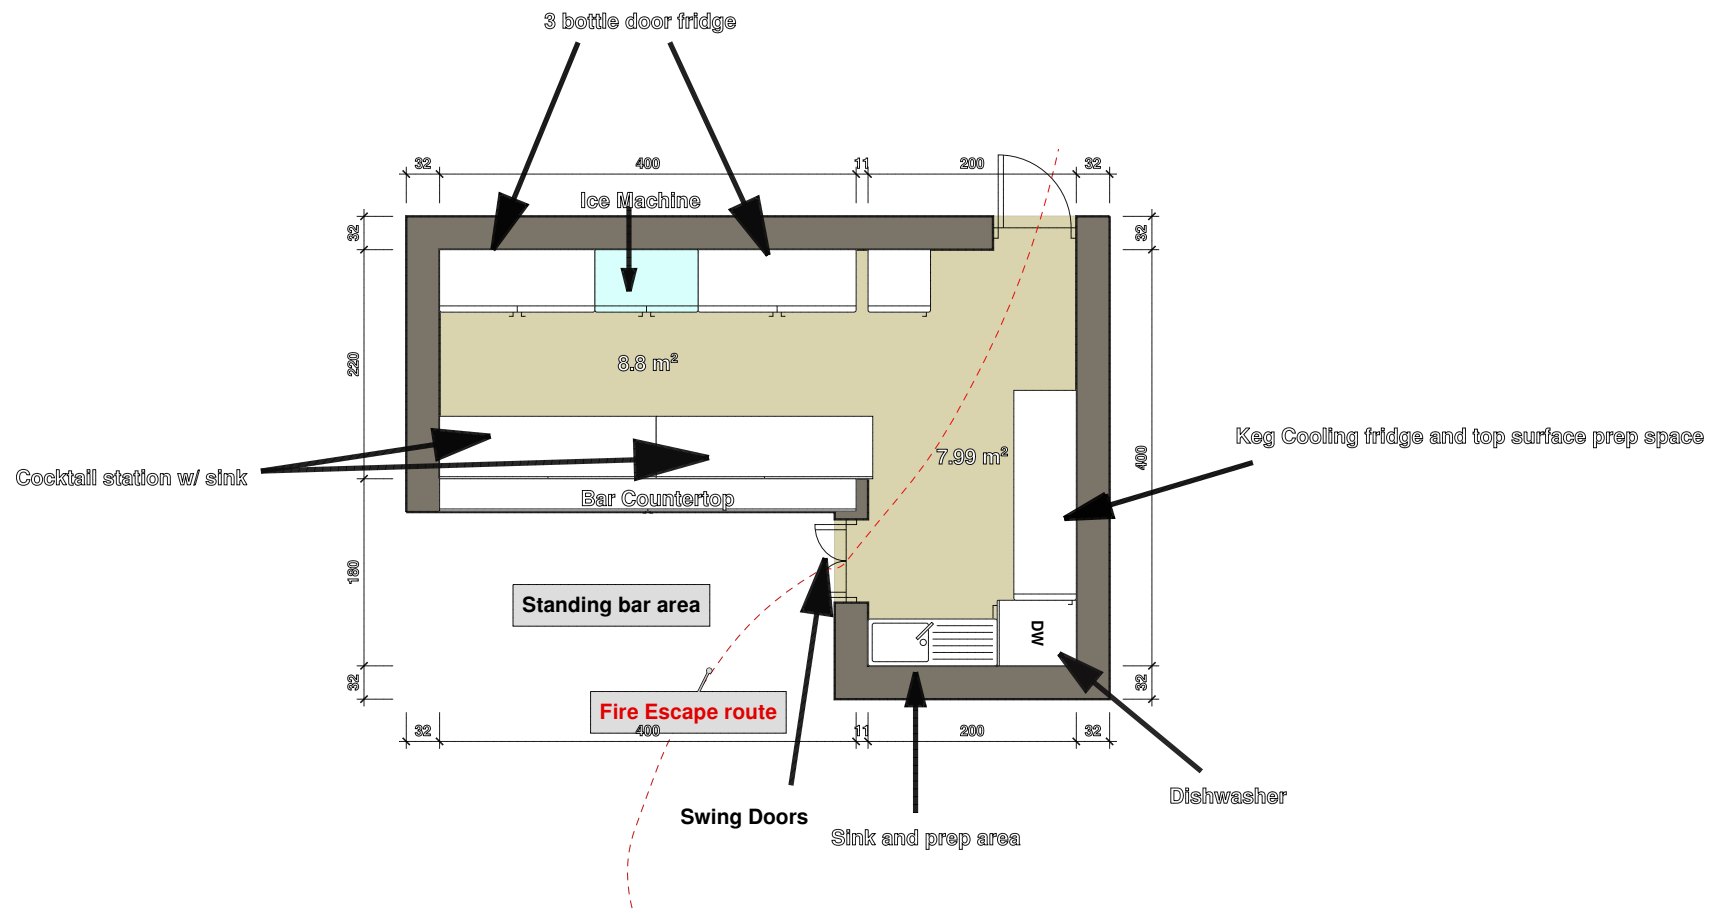 3 bottle door fridge
32
400
11
200
32
Ice Machine
32
32
8.8 m²
220
Keg Cooling fridge and top surface prep space
7.99 m²
400
Cocktail station w/ sink
Bar Countertop
180
Standing bar area
DW
32
32
Fire Escape route
32
400
11
200
32
Dishwasher
Swing Doors
Sink and prep area